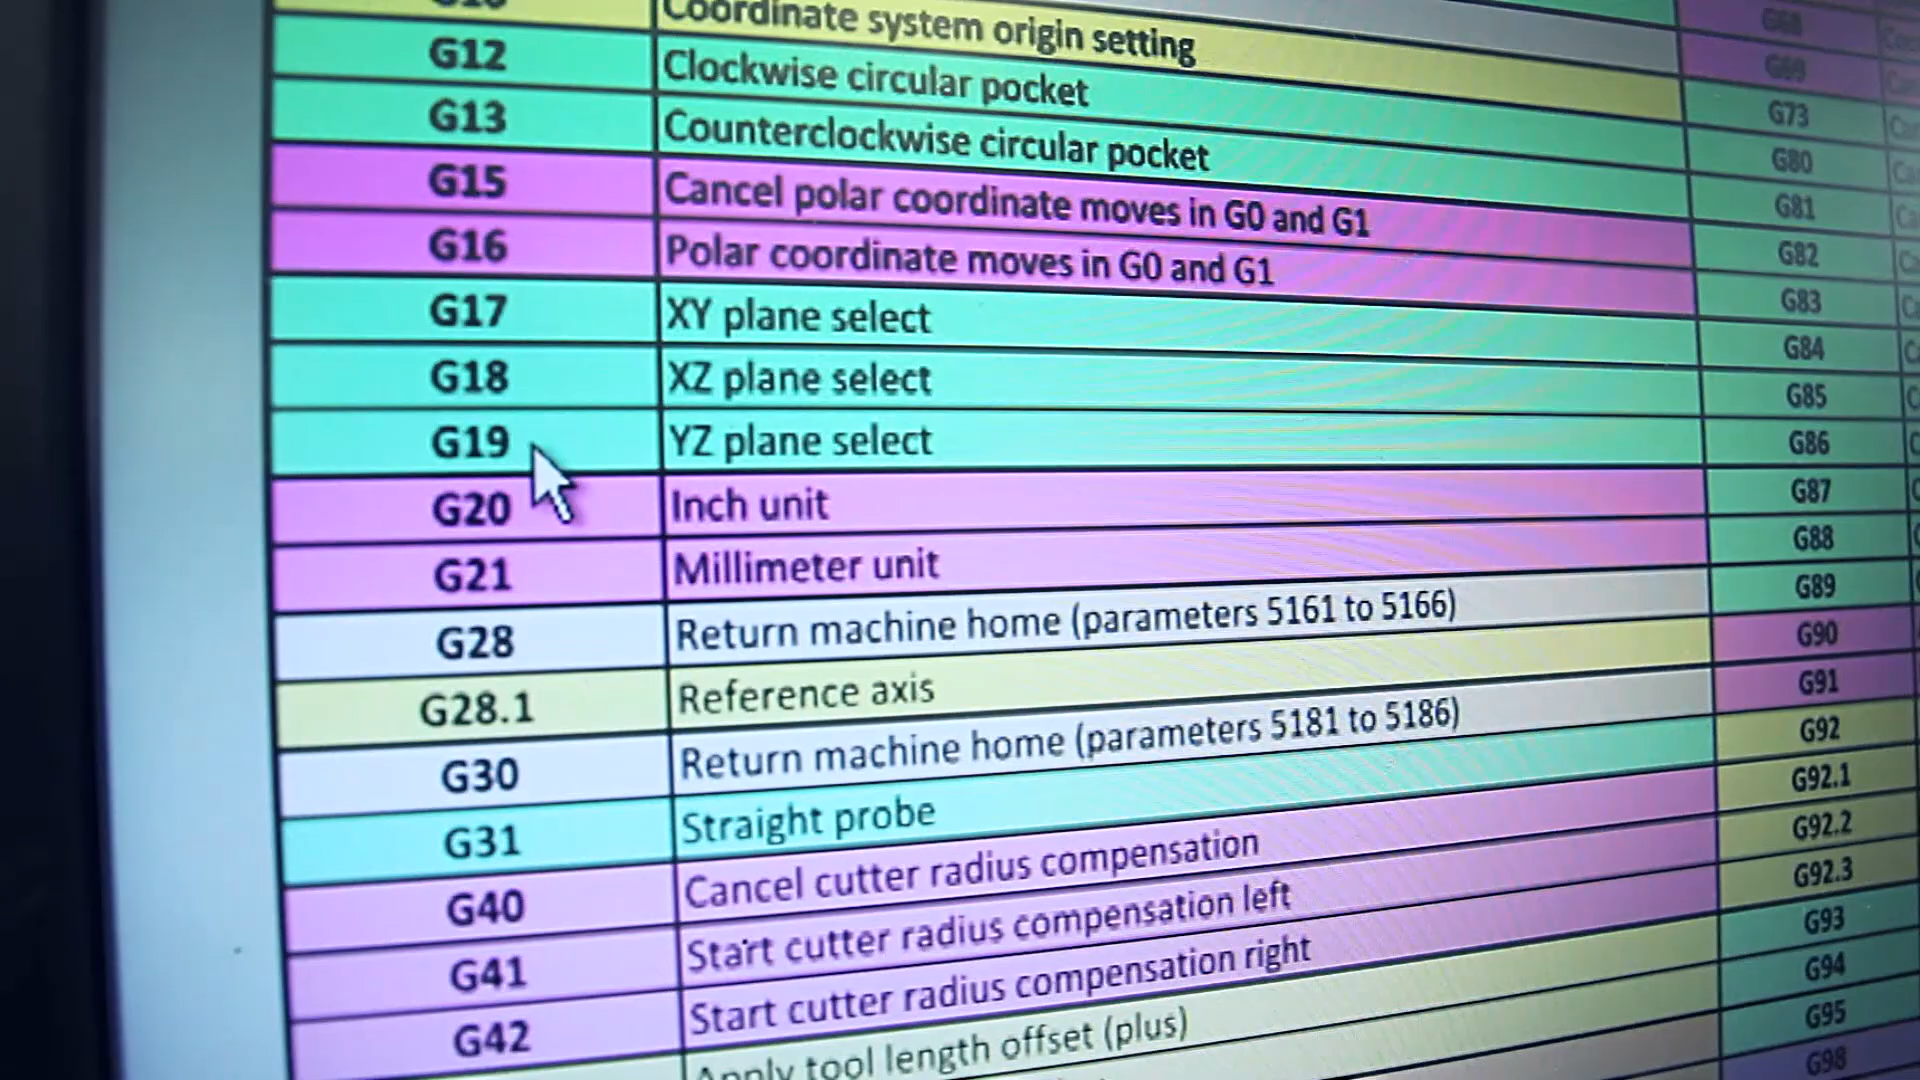 G10 Coordinate system origin setting
G12 Clockwise circular pocket
G13 Counterclockwise circular pocket
G15 Cancel polar coordinate moves in G0 and G1
G16 Polar coordinate moves in G0 and G1
G17 XY plane select
G18 XZ plane select
G19 YZ plane select
G20 Inch unit
G21 Millimeter unit
G28 Return machine home (parameters 5161 to 5166)
G28.1 Reference axis
G30 Return machine home (parameters 5181 to 5186)
G31 Straight probe
G40 Cancel cutter radius compensation
G41 Start cutter radius compensation left
G42 Start cutter radius compensation right
Apply tool length offset (plus)
G68
G69
G73
G80
G81
G82
G83
G84
G85
G86
G87
G88
G89
G90
G91
G92
G92.1
G92.2
G92.3
G93
G94
G95
G98